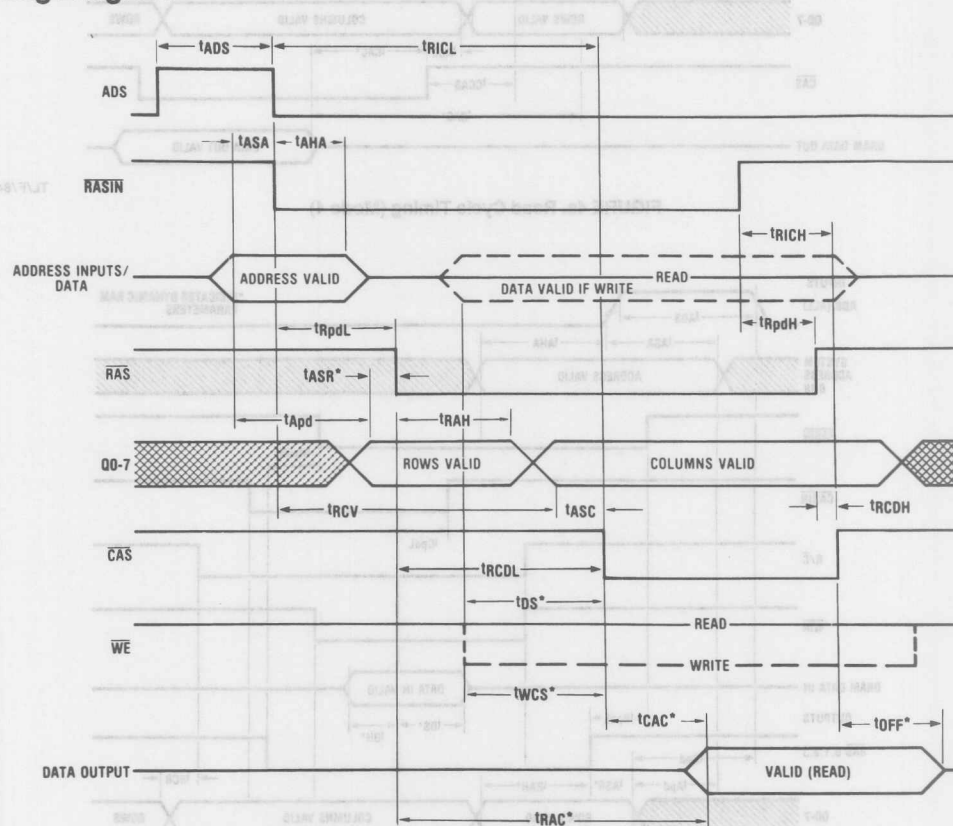 tADS
tRICL
ADS
tASA
tAHA
RASIN
tRICH
ADDRESS INPUTS/
DATA
ADDRESS VALID
READ
DATA VALID IF WRITE
tRpdL
tRpdH
RAS
tASR*
tApd
tRAH
Q0-7
ROWS VALID
COLUMNS VALID
tRCV
tASC
tRCDH
CAS
tRCDL
tDS*
READ
WE
WRITE
tWCS*
tCAC*
tOFF*
DATA OUTPUT
VALID (READ)
tRAC*